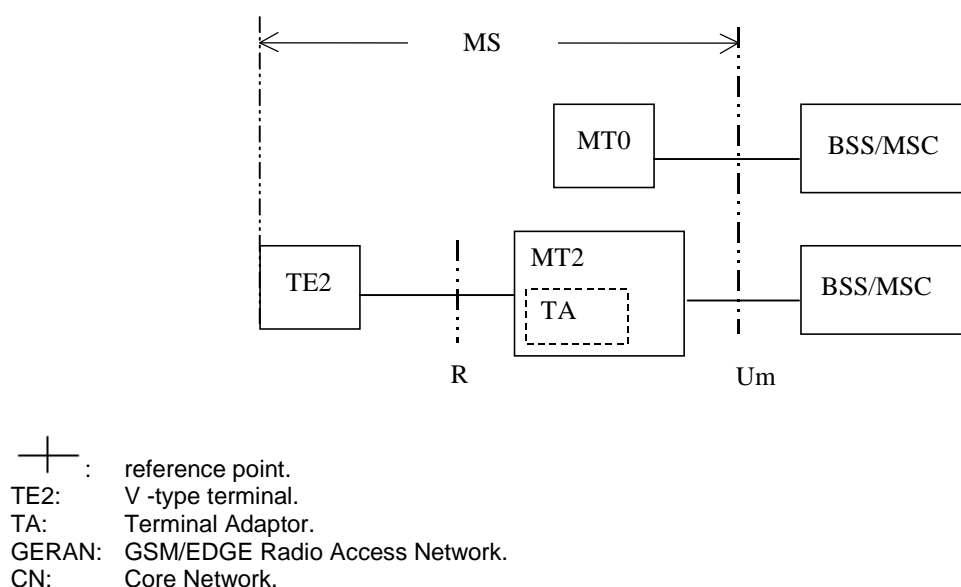 MS
MT0
BSS/MSC
MT2
TE2
TA
BSS/MSC
R
Um
: reference point.
TE2: V -type terminal.
TA: Terminal Adaptor.
GERAN: GSM/EDGE Radio Access Network.
CN: Core Network.